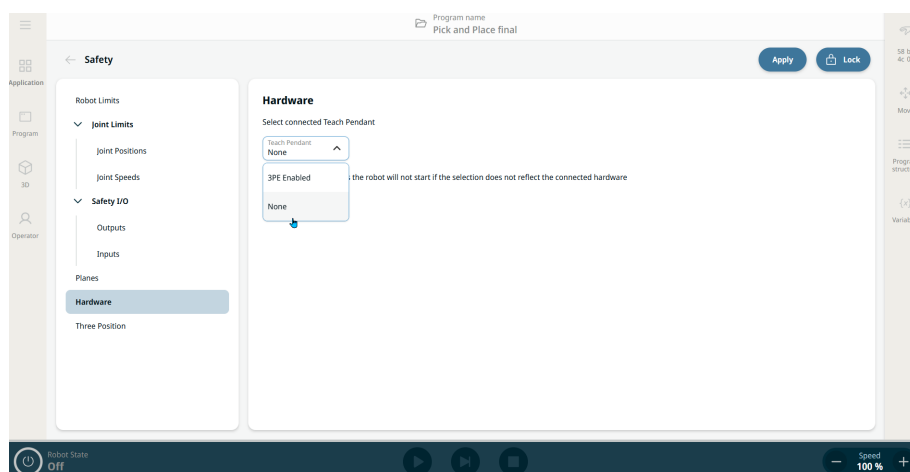 Program name
Pick and Place final
Safety
Apply
Lock
Application
Program
3D
Operator
Robot Limits
Joint Limits
Joint Positions
Joint Speeds
Safety I/O
Outputs
Inputs
Planes
Hardware
Three Position
Hardware
Select connected Teach Pendant
Teach Pendant
None
3PE Enabled
the robot will not start if the selection does not reflect the connected hardware
None
58
4c
Mov
Progr
struct
{x}
Variab
Robot State
Off
Speed
100 %